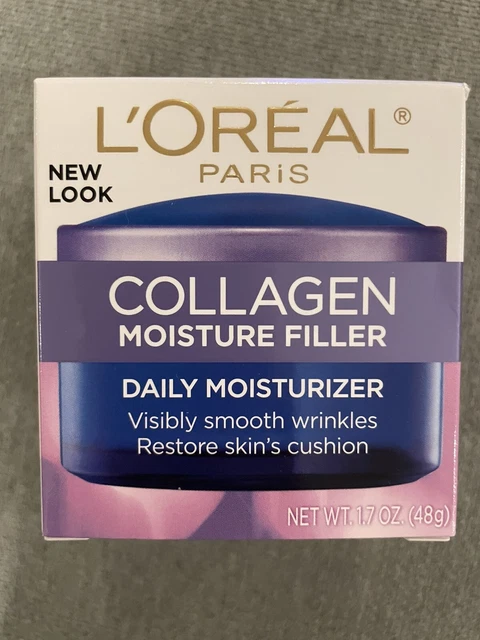 L'ORÉAL®
PARiS
NEW
LOOK
COLLAGEN
MOISTURE FILLER
DAILY MOISTURIZER
Visibly smooth wrinkles
Restore skin's cushion
NET WT. 1.7 OZ. (48g)